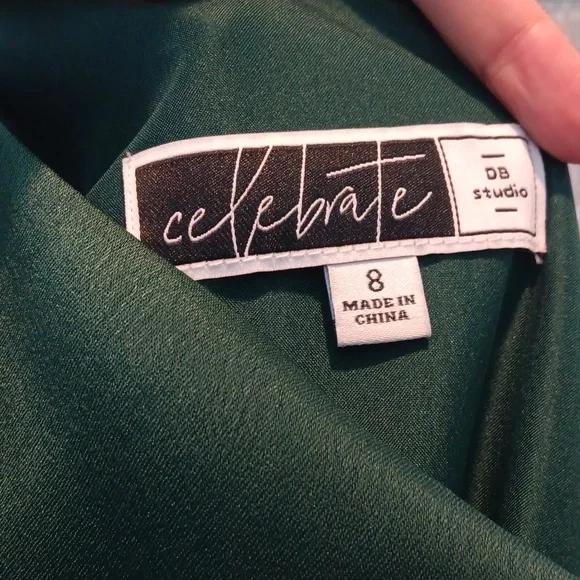 celebrate
DB
studio
8
MADE IN
CHINA